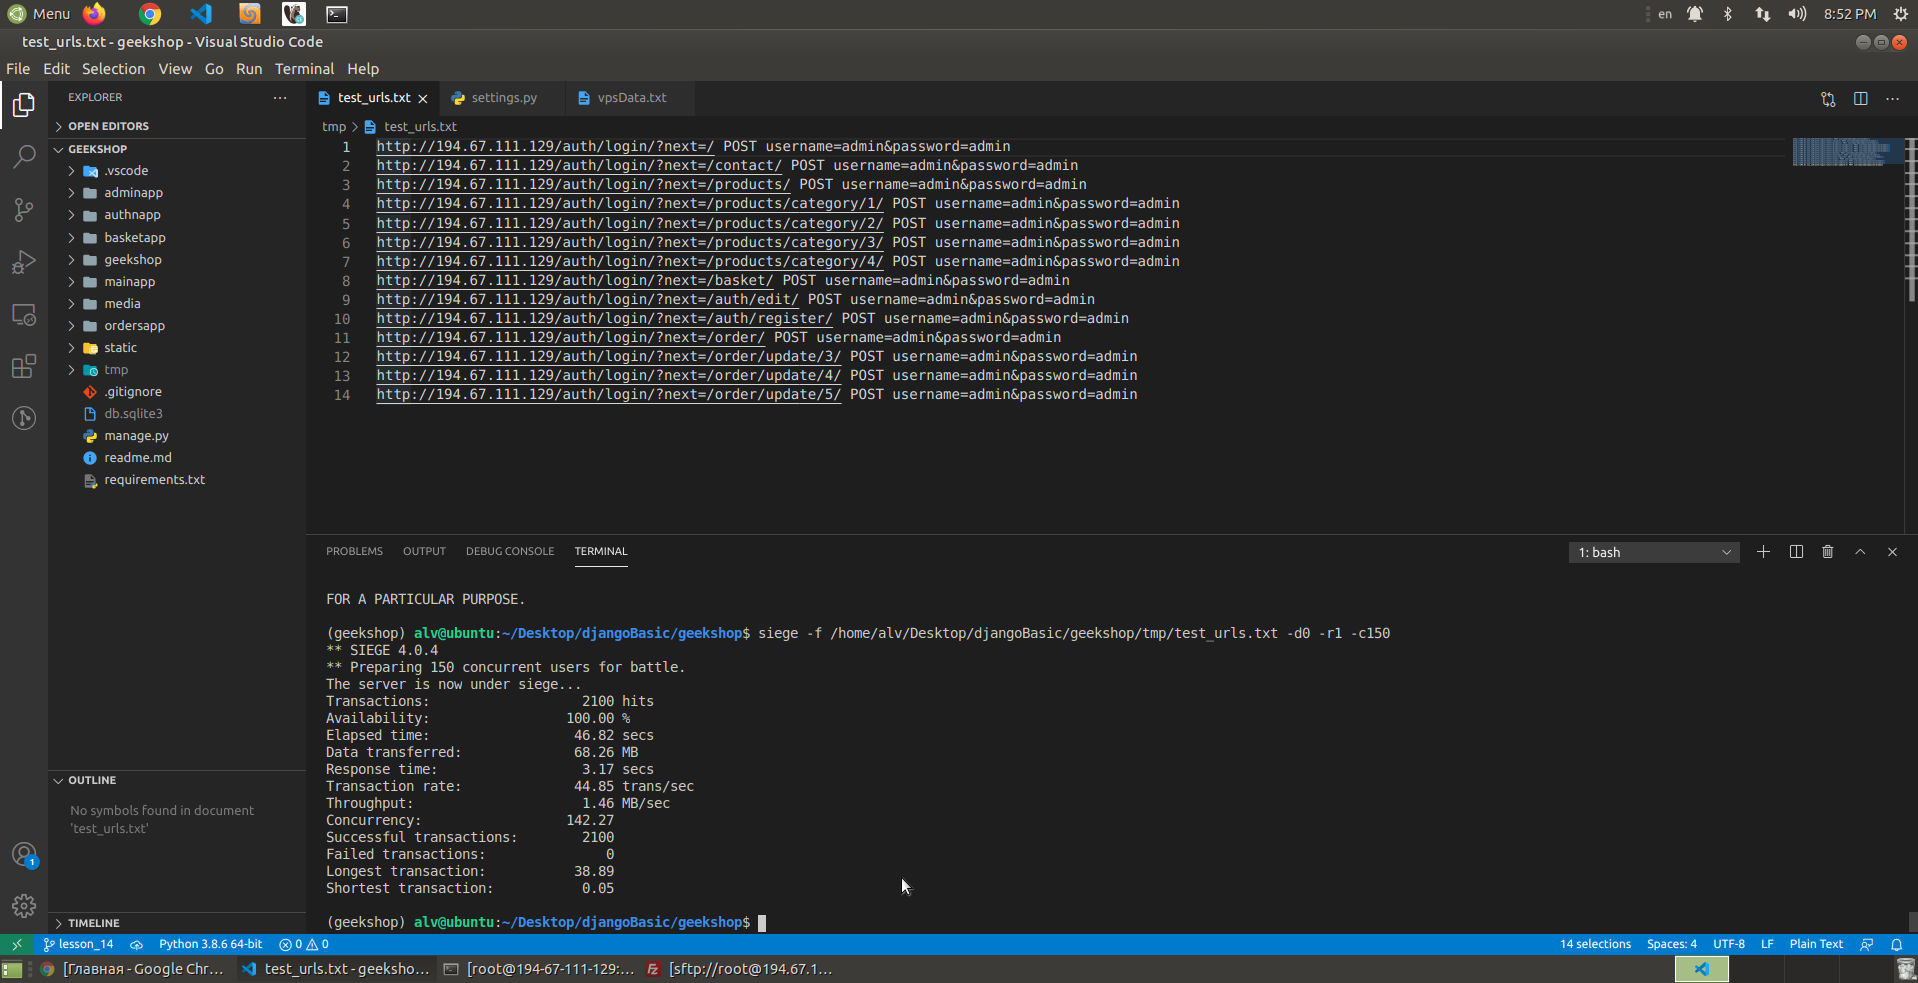 Menu
en
8:52 PM
test_urls.txt - geekshop - Visual Studio Code
File Edit Selection View Go Run Terminal Help
EXPLORER
OPEN EDITORS
GEEKSHOP
.vscode
adminapp
authnapp
basketapp
geekshop
mainapp
media
ordersapp
static
tmp
.gitignore
db.sqlite3
manage.py
readme.md
requirements.txt
OUTLINE
No symbols found in document
'test_urls.txt'
TIMELINE
test_urls.txt settings.py vpsData.txt
tmp > test_urls.txt
1 http://194.67.111.129/auth/login/?next=/ POST username=admin&password=admin
2 http://194.67.111.129/auth/login/?next=/contact/ POST username=admin&password=admin
3 http://194.67.111.129/auth/login/?next=/products/ POST username=admin&password=admin
4 http://194.67.111.129/auth/login/?next=/products/category/1/ POST username=admin&password=admin
5 http://194.67.111.129/auth/login/?next=/products/category/2/ POST username=admin&password=admin
6 http://194.67.111.129/auth/login/?next=/products/category/3/ POST username=admin&password=admin
7 http://194.67.111.129/auth/login/?next=/products/category/4/ POST username=admin&password=admin
8 http://194.67.111.129/auth/login/?next=/basket/ POST username=admin&password=admin
9 http://194.67.111.129/auth/login/?next=/auth/edit/ POST username=admin&password=admin
10 http://194.67.111.129/auth/login/?next=/auth/register/ POST username=admin&password=admin
11 http://194.67.111.129/auth/login/?next=/order/ POST username=admin&password=admin
12 http://194.67.111.129/auth/login/?next=/order/update/3/ POST username=admin&password=admin
13 http://194.67.111.129/auth/login/?next=/order/update/4/ POST username=admin&password=admin
14 http://194.67.111.129/auth/login/?next=/order/update/5/ POST username=admin&password=admin
PROBLEMS OUTPUT DEBUG CONSOLE TERMINAL
1: bash
FOR A PARTICULAR PURPOSE.
(geekshop) alv@ubuntu:~/Desktop/djangoBasic/geekshop$ siege -f /home/alv/Desktop/djangoBasic/geekshop/tmp/test_urls.txt -d0 -r1 -c150
** SIEGE 4.0.4
** Preparing 150 concurrent users for battle.
The server is now under siege...
Transactions: 2100 hits
Availability: 100.00 %
Elapsed time: 46.82 secs
Data transferred: 68.26 MB
Response time: 3.17 secs
Transaction rate: 44.85 trans/sec
Throughput: 1.46 MB/sec
Concurrency: 142.27
Successful transactions: 2100
Failed transactions: 0
Longest transaction: 38.89
Shortest transaction: 0.05
(geekshop) alv@ubuntu:~/Desktop/djangoBasic/geekshop$
1
lesson_14 Python 3.8.6 64-bit 0 0
14 selections Spaces: 4 UTF-8 LF Plain Text
[Главная - Google Chr... test_urls.txt - geeksho... [root@194-67-111-129:... [sftp://root@194.67.1...